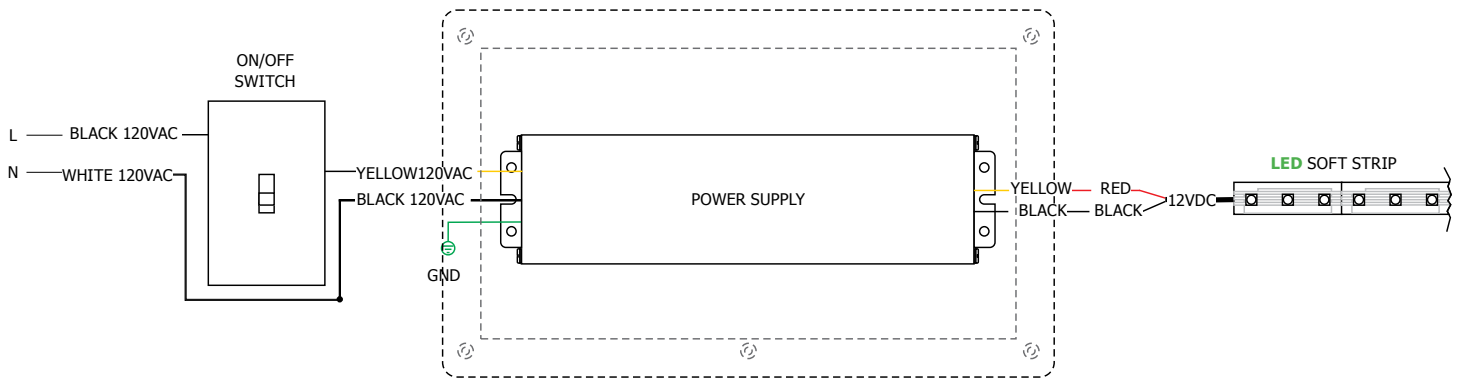 ON/OFF
SWITCH
L
BLACK 120VAC
N
WHITE 120VAC
YELLOW120VAC
BLACK 120VAC
GND
POWER SUPPLY
YELLOW
RED
BLACK
BLACK
12VDC
LED SOFT STRIP